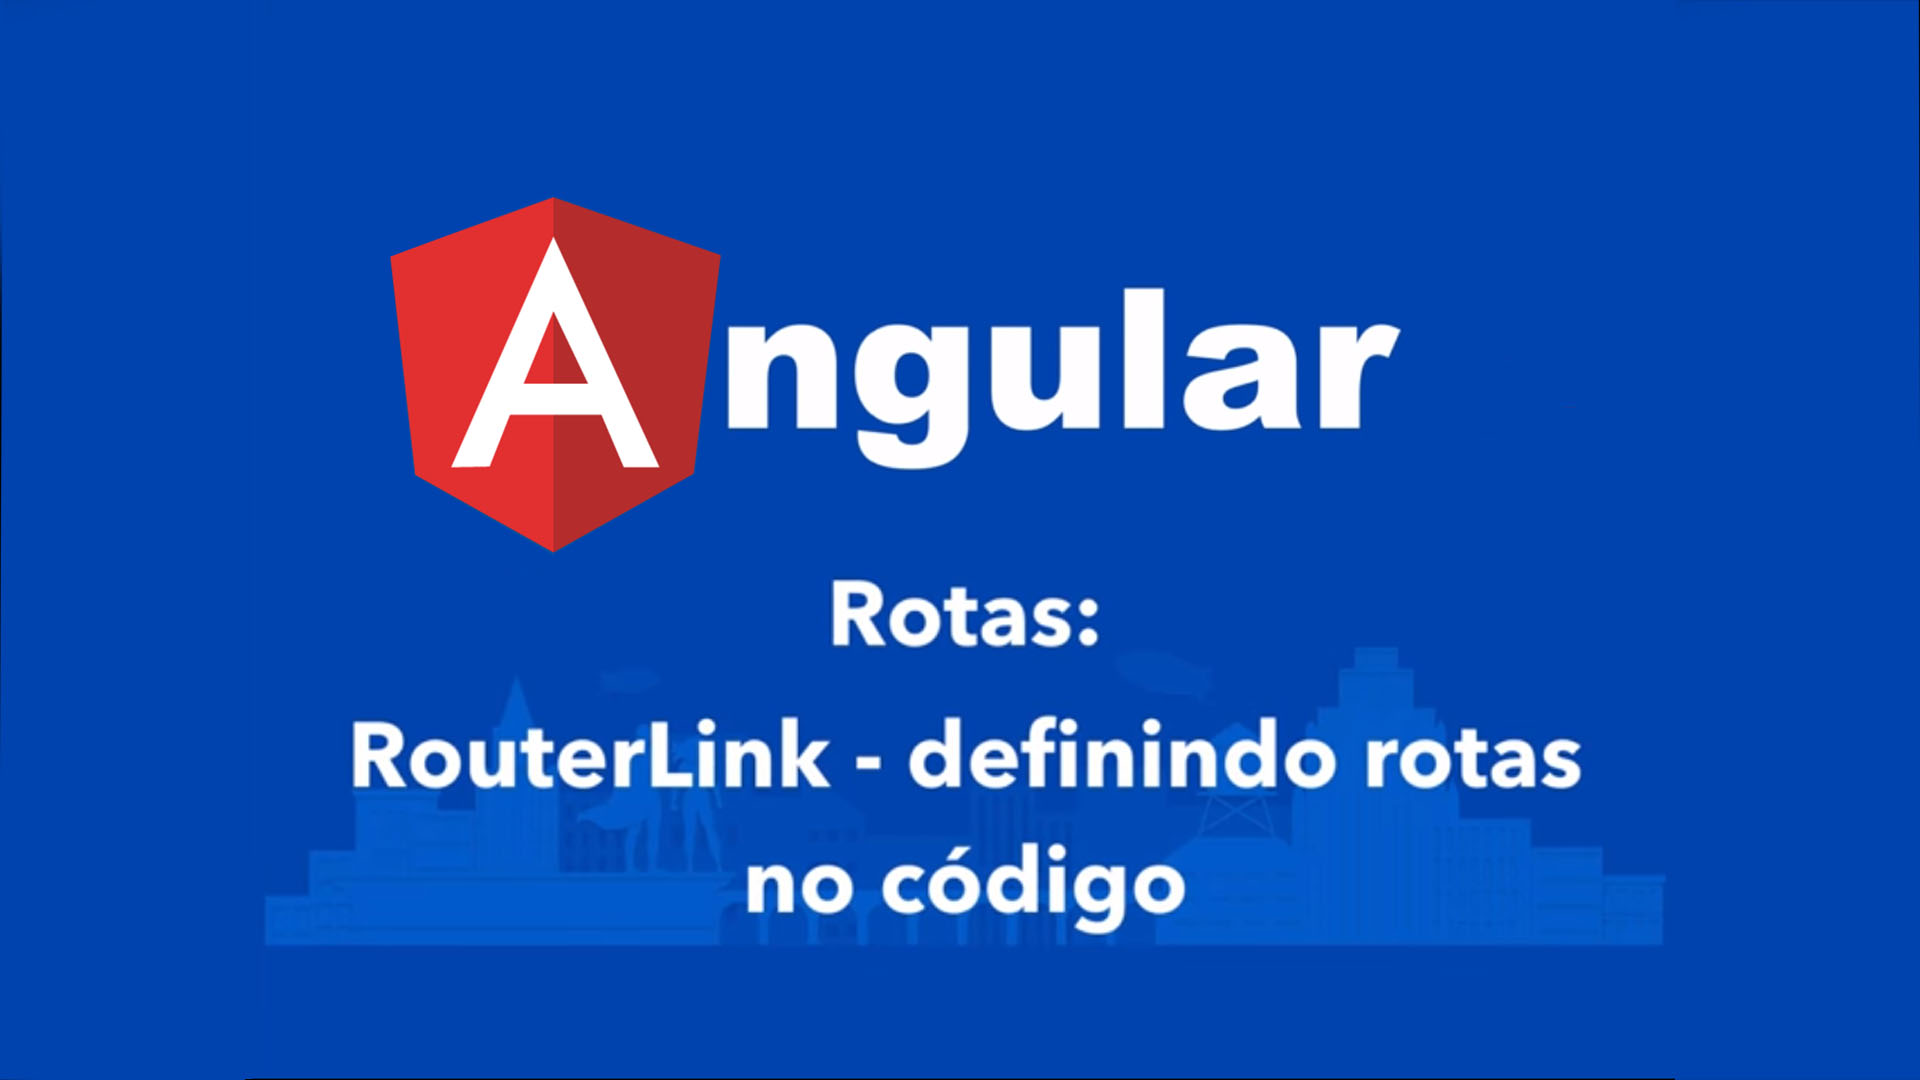 Angular
Rotas:
RouterLink - definindo rotas
no código